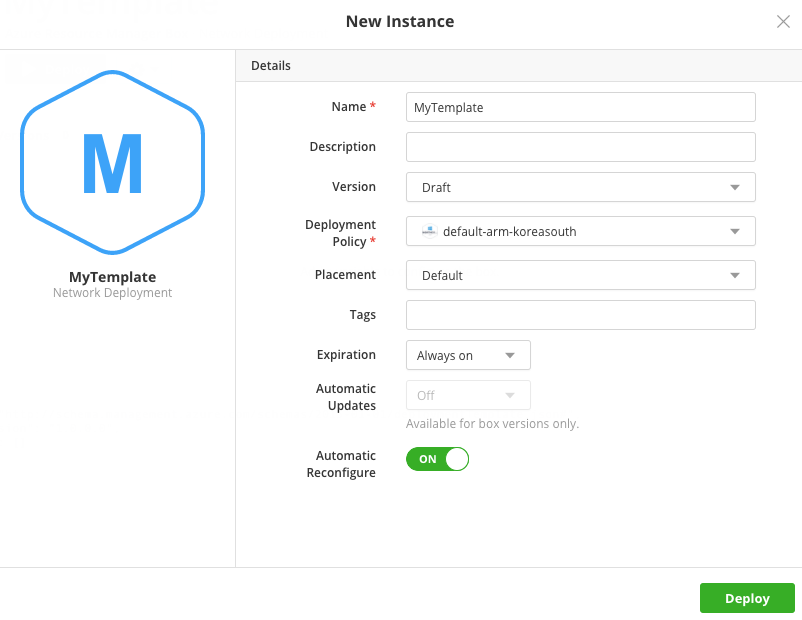 New Instance
M
MyTemplate
Network Deployment
Details
Name *
MyTemplate
Description
Version
Draft
Deployment
Policy *
default-arm-koreasouth
Placement
Default
Tags
Expiration
Always on
Automatic
Updates
Off
Available for box versions only.
Automatic
Reconfigure
ON
Deploy